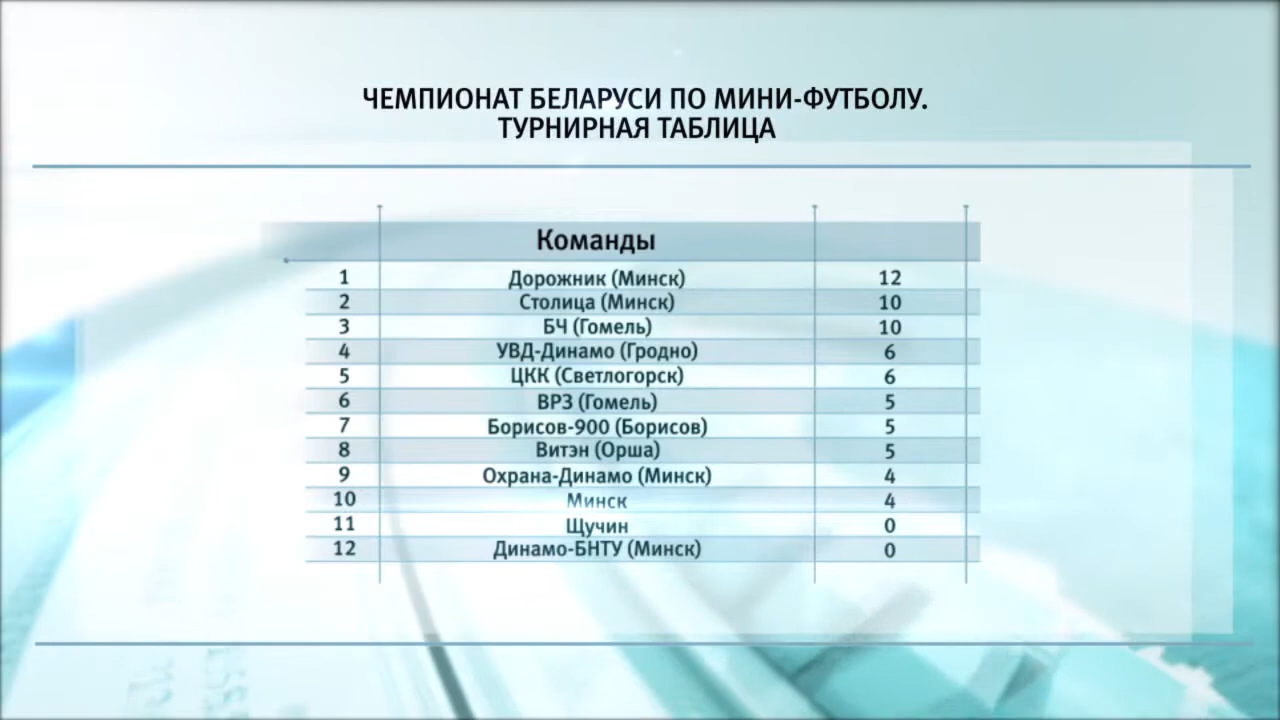 ЧЕМПИОНАТ БЕЛАРУСИ ПО МИНИ-ФУТБОЛУ.
ТУРНИРНАЯ ТАБЛИЦА
Команды
1 Дорожник (Минск) 12
2 Столица (Минск) 10
3 БЧ (Гомель) 10
4 УВД-Динамо (Гродно) 6
5 ЦКК (Светлогорск) 6
6 ВРЗ (Гомель) 5
7 Борисов-900 (Борисов) 5
8 Витэн (Орша) 5
9 Охрана-Динамо (Минск) 4
10 Минск 4
11 Щучин 0
12 Динамо-БНТУ (Минск) 0